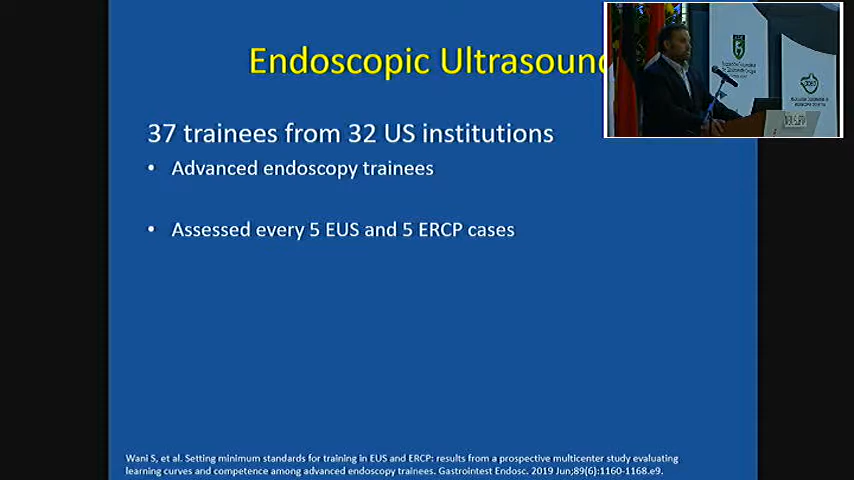 Endoscopic Ultrasoun
37 trainees from 32 US institutions
• Advanced endoscopy trainees
• Assessed every 5 EUS and 5 ERCP cases
Wani S, et al. Setting minimum standards for training in EUS and ERCP: results from a prospective multicenter study evaluating
learning curves and competence among advanced endoscopy trainees. Gastrointest Endosc. 2019 Jun;89(6):1160-1168.e9.